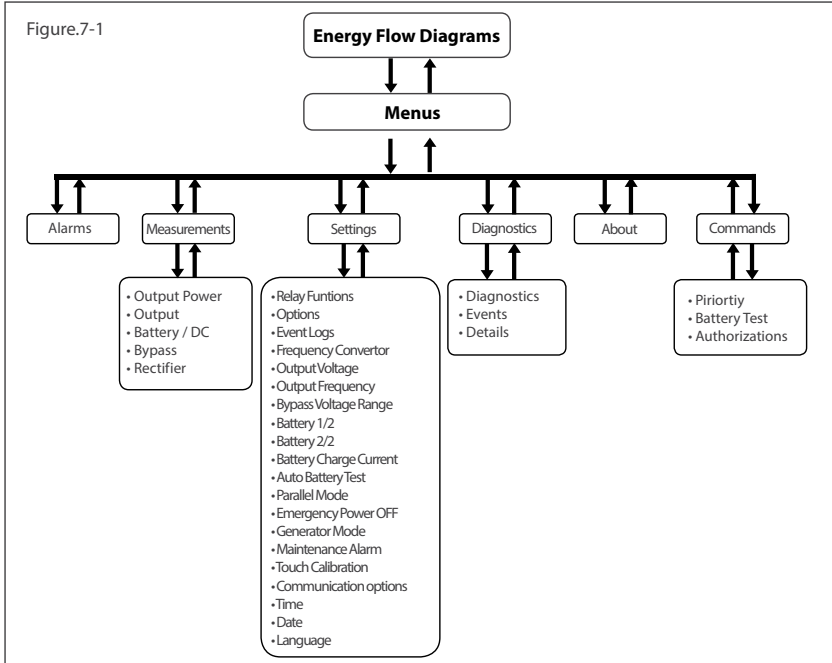 Figure.7-1
Energy Flow Diagrams
Menus
Alarms
Measurements
Settings
Diagnostics
About
Commands
• Output Power
• Output
• Battery / DC
• Bypass
• Rectifier
• Relay Funtions
• Options
• Event Logs
• Frequency Convertor
• Output Voltage
• Output Frequency
• Bypass Voltage Range
• Battery 1/2
• Battery 2/2
• Battery Charge Current
• Auto Battery Test
• Parallel Mode
• Emergency Power OFF
• Generator Mode
• Maintenance Alarm
• Touch Calibration
• Communication options
• Time
• Date
• Language
• Diagnostics
• Events
• Details
• Piriortiy
• Battery Test
• Authorizations